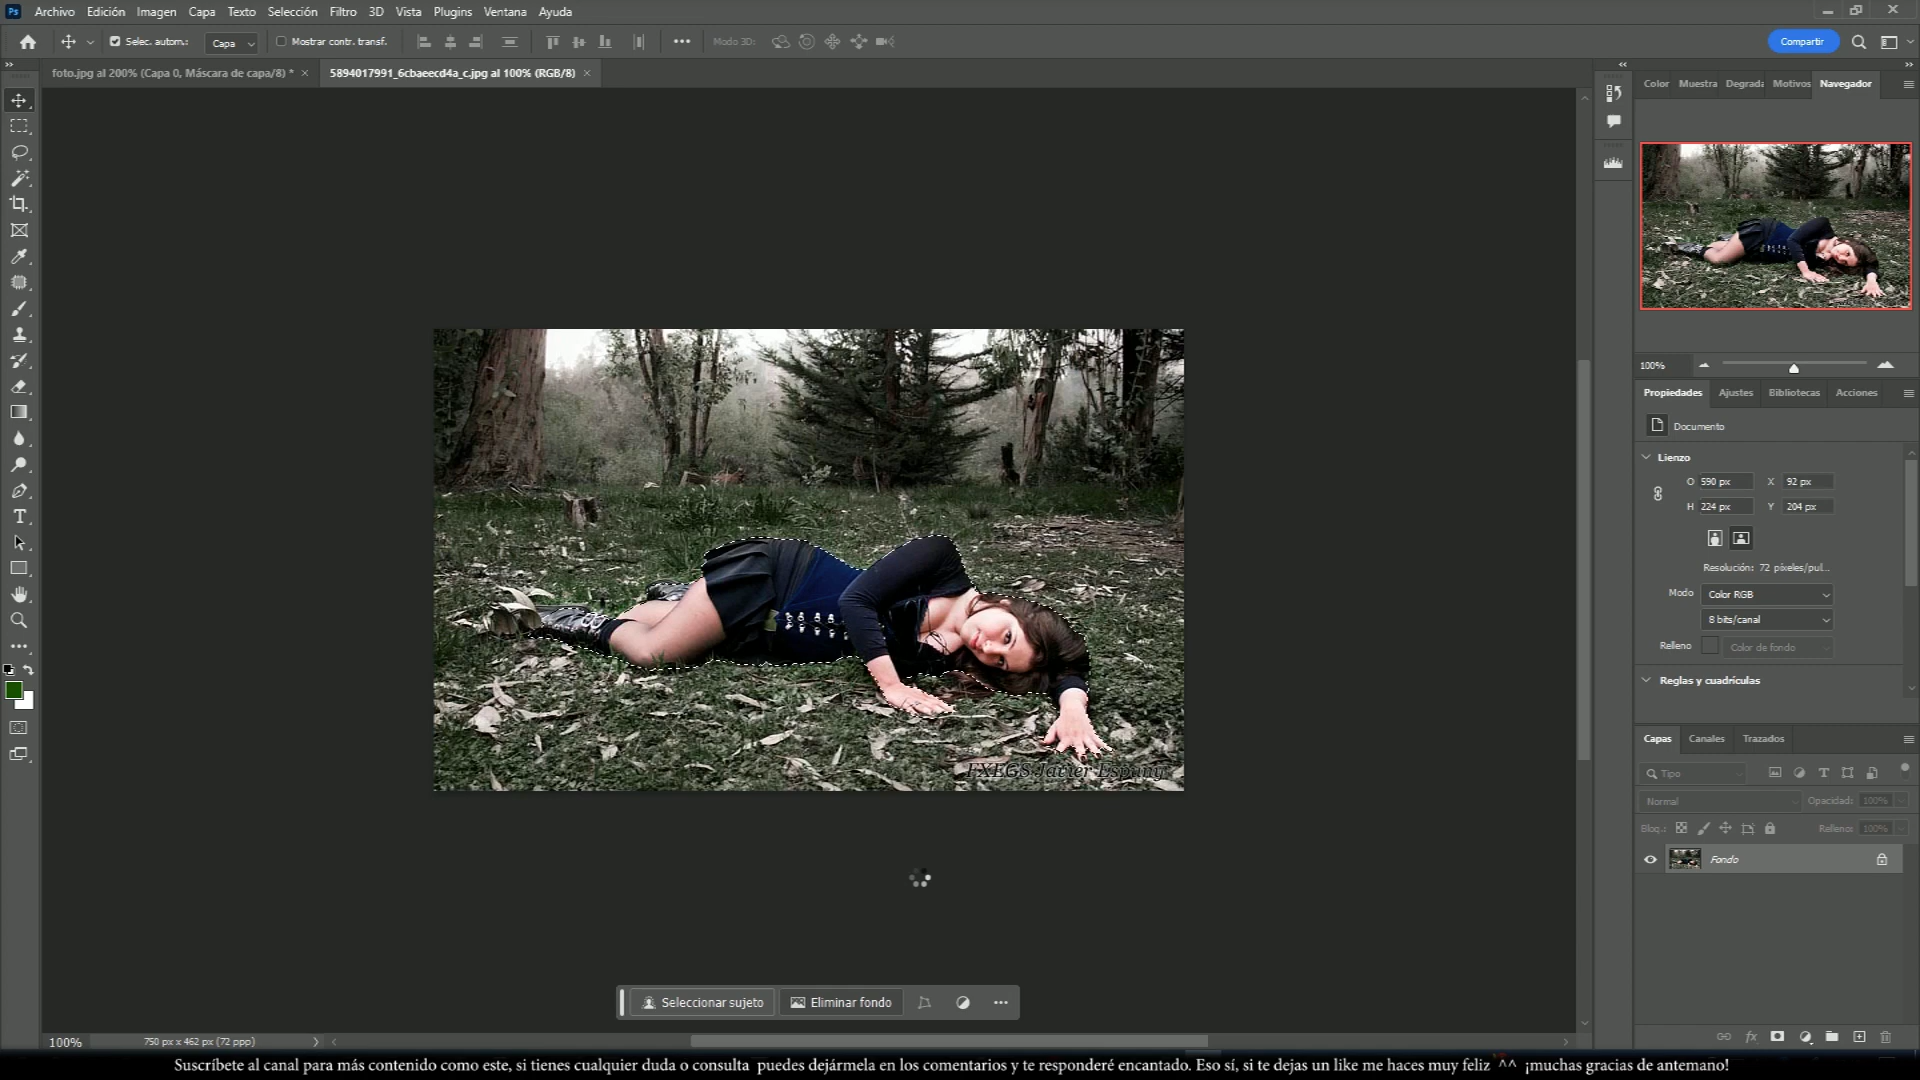 Ps Archivo Edición Imagen Capa Texto Selección Filtro 3D Vista Plugins Ventana Ayuda
Selec. autom.: Capa Mostrar contr. transf. Modo 3D: Compartir
foto.jpg al 200% (Capa 0, Máscara de capa/8) * × 5894017991_6cbaeecd4a_c.jpg al 100% (RGB/8) ×
Color Muestra Degrada Motivos Navegador
100%
Propiedades Ajustes Bibliotecas Acciones
Documento
Lienzo
O 590 px X 92 px
H 224 px Y 204 px
Resolución: 72 píxeles/pul...
Modo Color RGB
8 bits/canal
Relleno Color de fondo
Reglas y cuadrículas
Capas Canales Trazados
Tipo
Normal Opacidad: 100%
Bloq.: Relleno: 100%
Fondo
FXEGS Javier Espuny
Seleccionar sujeto Eliminar fondo
100% 750 px x 462 px (72 ppp)
Suscríbete al canal para más contenido como este, si tienes cualquier duda o consulta puedes dejármela en los comentarios y te responderé encantado. Eso sí, si te dejas un like me haces muy feliz ^^ ¡muchas gracias de antemano!